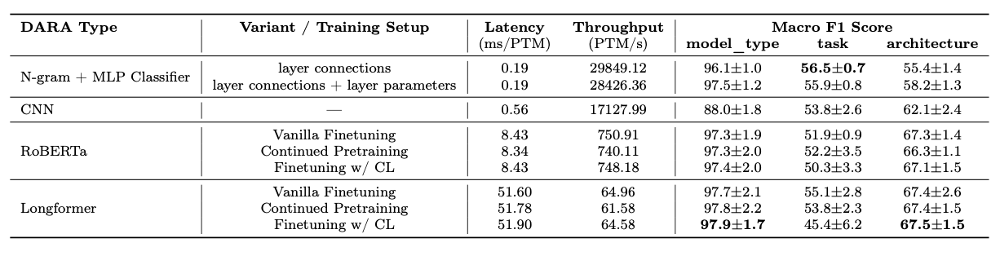 DARA Type Variant / Training Setup Latency Throughput Macro F1 Score
(ms/PTM) (PTM/s) model_type task architecture
N-gram + MLP Classifier layer connections 0.19 29849.12 96.1±1.0 56.5±0.7 55.4±1.4
layer connections + layer parameters 0.19 28426.36 97.5±1.2 55.9±0.8 58.2±1.3
CNN — 0.56 17127.99 88.0±1.8 53.8±2.6 62.1±2.4
RoBERTa Vanilla Finetuning 8.43 750.91 97.3±1.9 51.9±0.9 67.3±1.4
Continued Pretraining 8.34 740.11 97.3±2.0 52.2±3.5 66.3±1.1
Finetuning w/ CL 8.43 748.18 97.4±2.0 50.3±3.3 67.1±1.5
Longformer Vanilla Finetuning 51.60 64.96 97.7±2.1 55.1±2.8 67.4±2.6
Continued Pretraining 51.78 61.58 97.8±2.2 53.8±2.3 67.4±1.5
Finetuning w/ CL 51.90 64.58 97.9±1.7 45.4±6.2 67.5±1.5